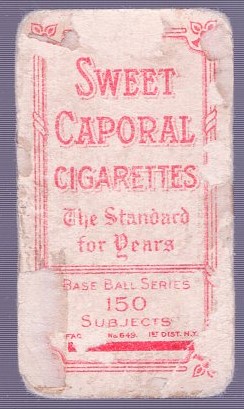 SWEET
CAPORAL
CIGARETTES
The Standard
for Years
BASE BALL SERIES
150
SUBJECTS
FAC No. 649. 1ST DIST. N.Y.